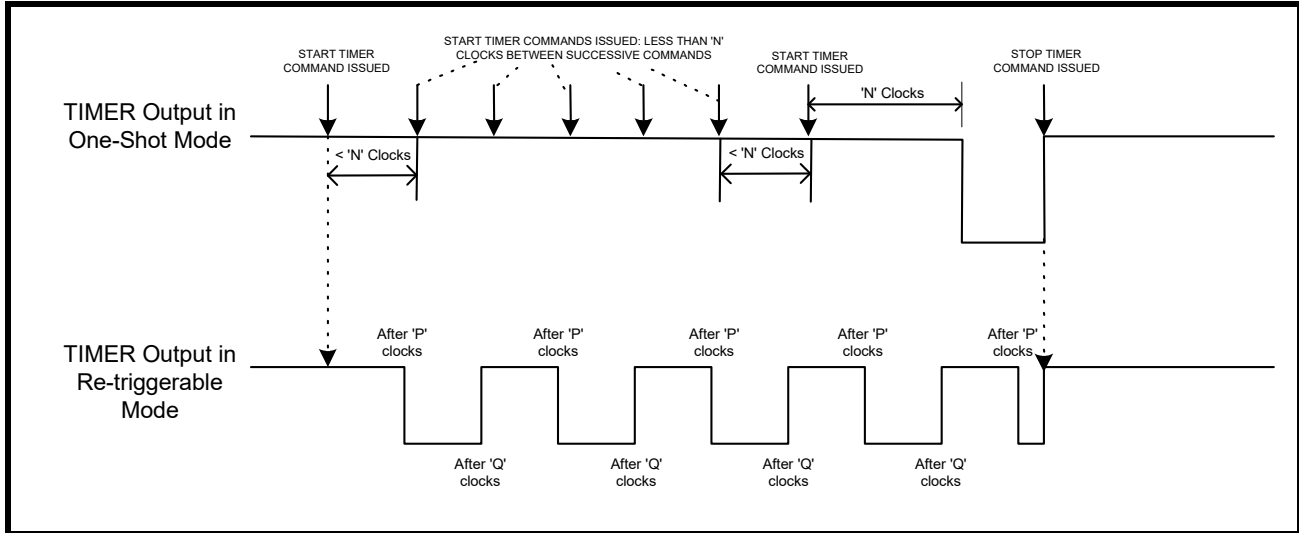 START TIMER
COMMAND ISSUED
START TIMER COMMANDS ISSUED: LESS THAN 'N'
CLOCKS BETWEEN SUCCESSIVE COMMANDS
START TIMER
COMMAND ISSUED
STOP TIMER
COMMAND ISSUED
TIMER Output in
One-Shot Mode
'N' Clocks
< 'N' Clocks
< 'N' Clocks
TIMER Output in
Re-triggerable
Mode
After 'P'
clocks
After 'P'
clocks
After 'P'
clocks
After 'P'
clocks
After 'P'
clocks
After 'Q'
clocks
After 'Q'
clocks
After 'Q'
clocks
After 'Q'
clocks